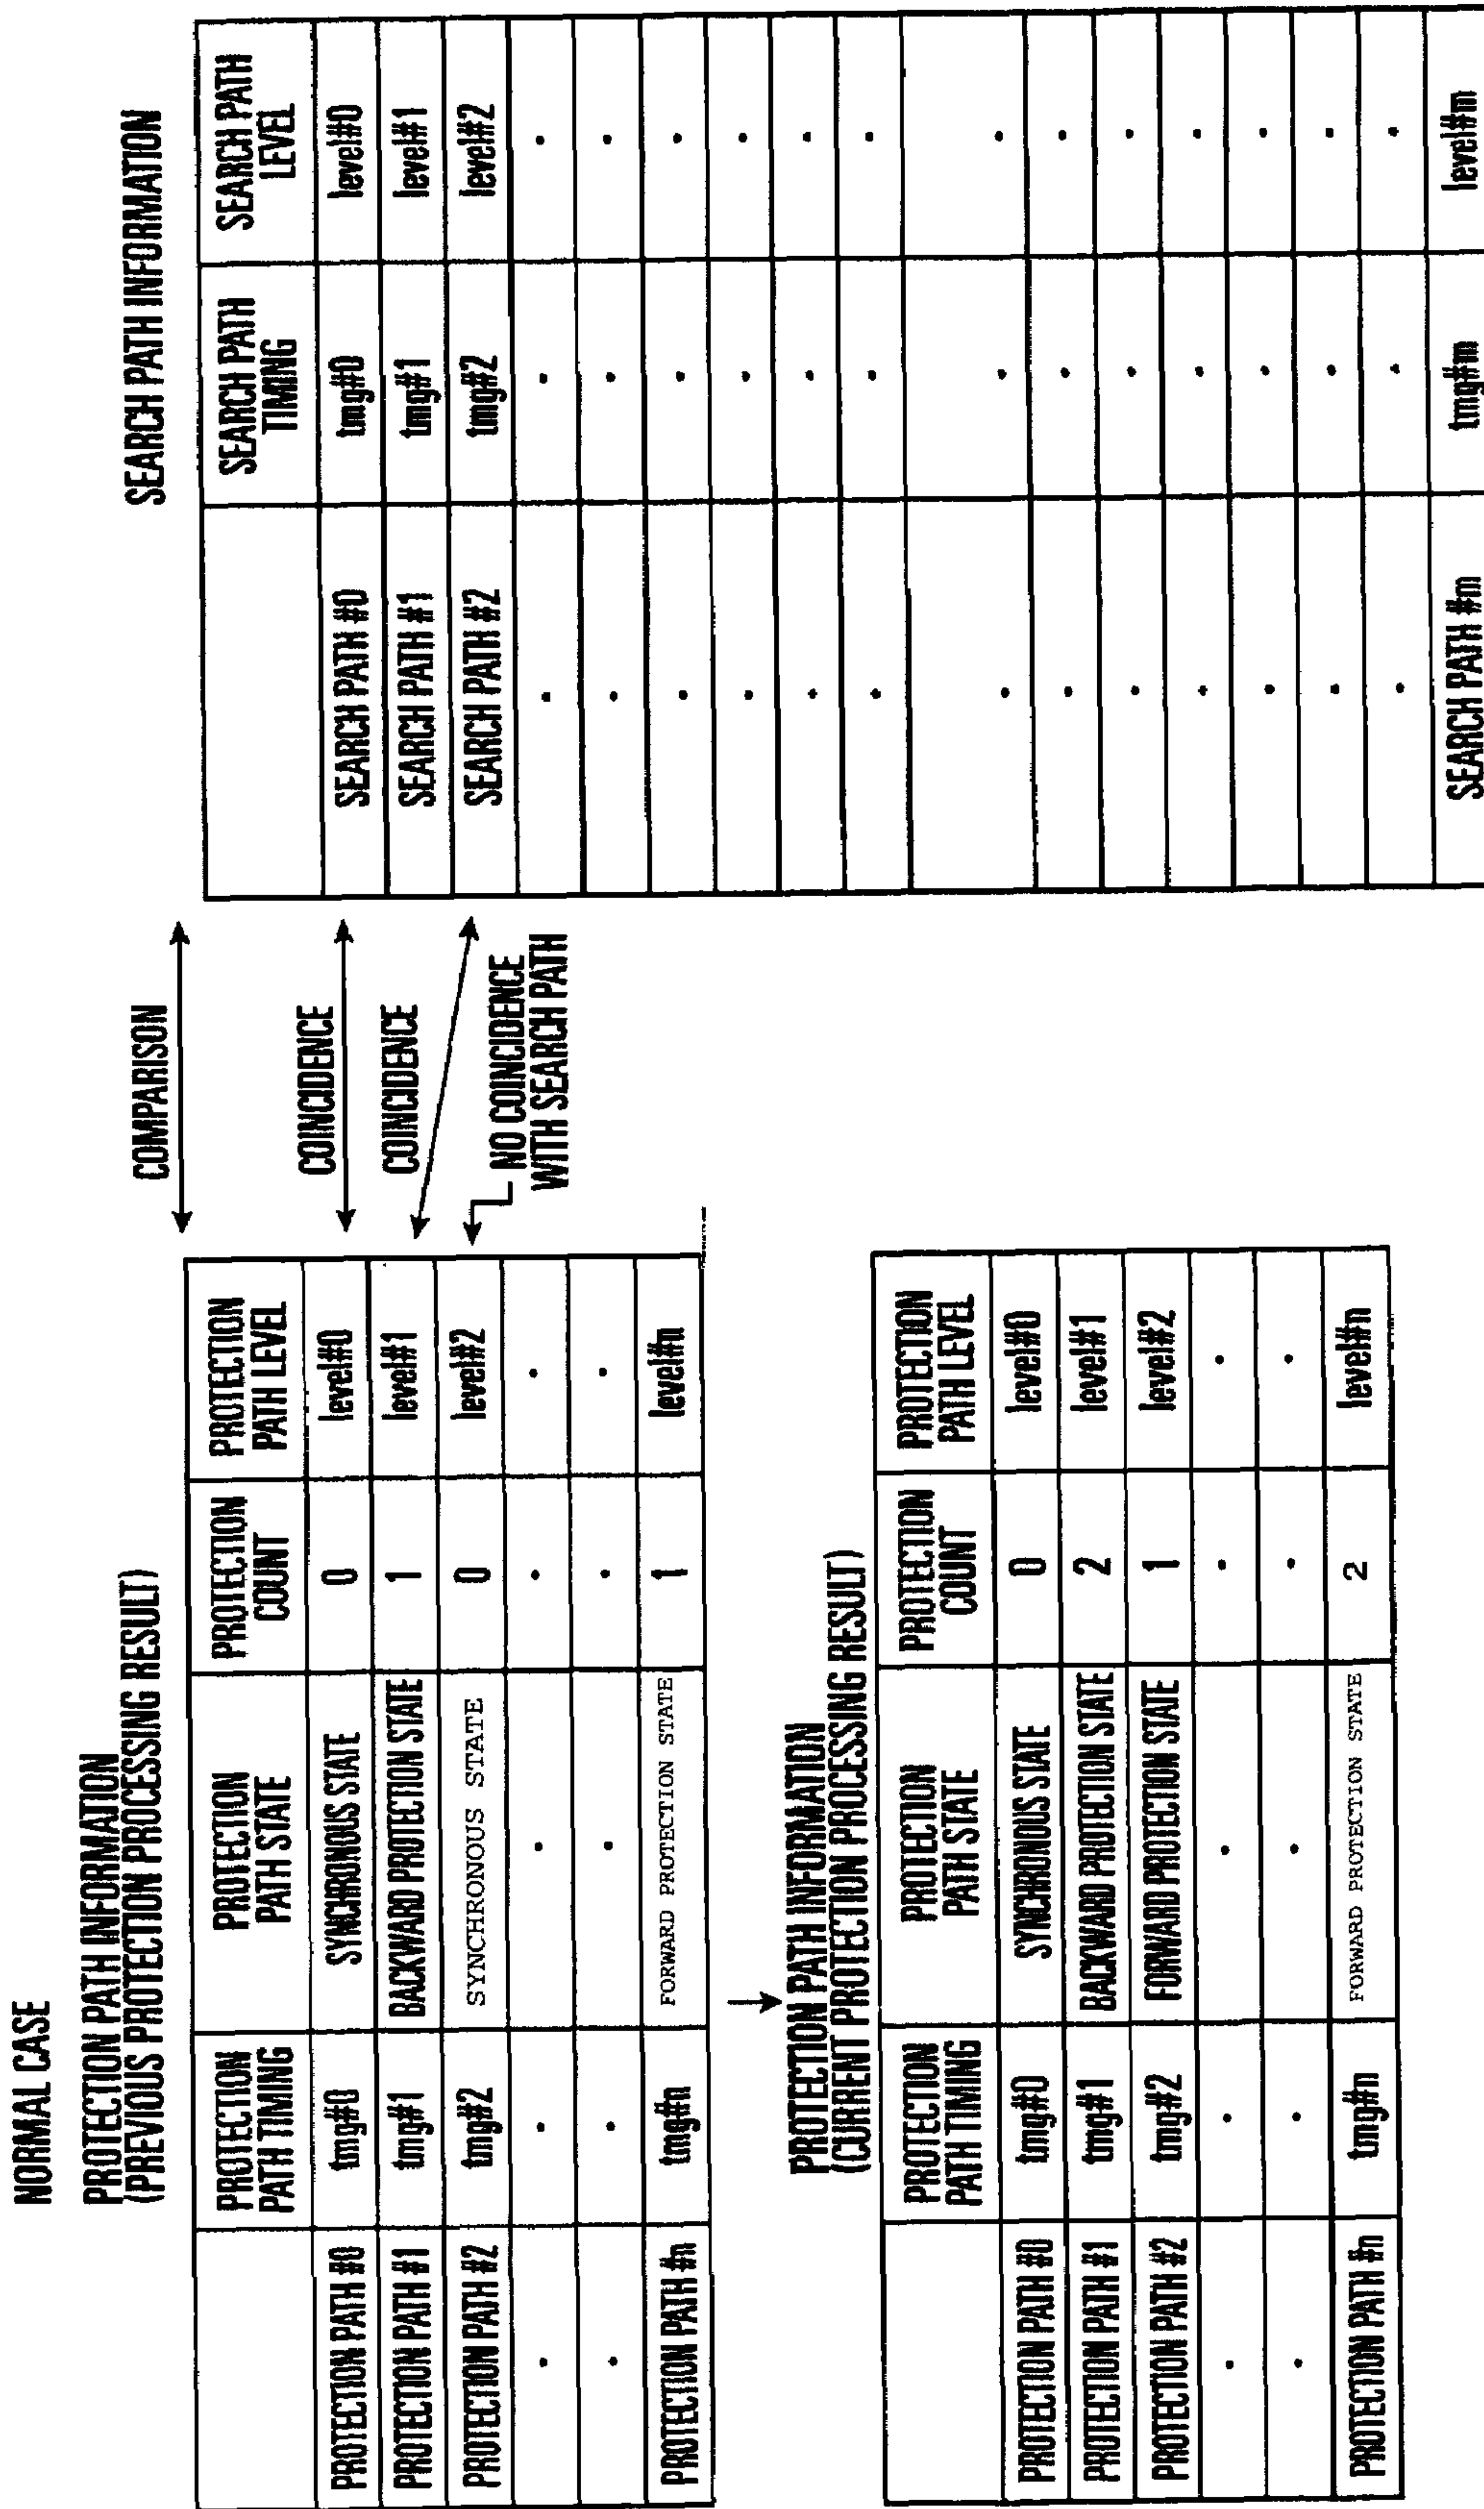 NORMAL CASE
PROTECTION PATH INFORMATION
(PREVIOUS PROTECTION PROCESSING RESULT)
PROTECTION
PATH TIMING
PROTECTION
PATH STATE
PROTECTION
COUNT
PROTECTION
PATH LEVEL
PROTECTION PATH #0 tmg#0 SYNCHRONOUS STATE 0 level#0
PROTECTION PATH #1 tmg#1 BACKWARD PROTECTION STATE 1 level#1
PROTECTION PATH #2 tmg#2 SYNCHRONOUS STATE 0 level#2
. . . . .
. . . . .
PROTECTION PATH #n tmg#n FORWARD PROTECTION STATE 1 level#n
COMPARISON
COINCIDENCE
COINCIDENCE
NO COINCIDENCE
WITH SEARCH PATH
SEARCH PATH INFORMATION
SEARCH PATH
TIMING
SEARCH PATH
LEVEL
SEARCH PATH #0 tmg#0 level#0
SEARCH PATH #1 tmg#1 level#1
SEARCH PATH #2 tmg#2 level#2
. . .
. . .
. . .
. . .
. . .
. . .
. . .
. . .
. . .
. . .
. . .
. . .
. . .
SEARCH PATH #m tmg#m level#m
PROTECTION PATH INFORMATION
(CURRENT PROTECTION PROCESSING RESULT)
PROTECTION
PATH TIMING
PROTECTION
PATH STATE
PROTECTION
COUNT
PROTECTION
PATH LEVEL
PROTECTION PATH #0 tmg#0 SYNCHRONOUS STATE 0 level#0
PROTECTION PATH #1 tmg#1 BACKWARD PROTECTION STATE 2 level#1
PROTECTION PATH #2 tmg#2 FORWARD PROTECTION STATE 1 level#2
. . . . .
. . . . .
PROTECTION PATH #n tmg#n FORWARD PROTECTION STATE 2 level#n